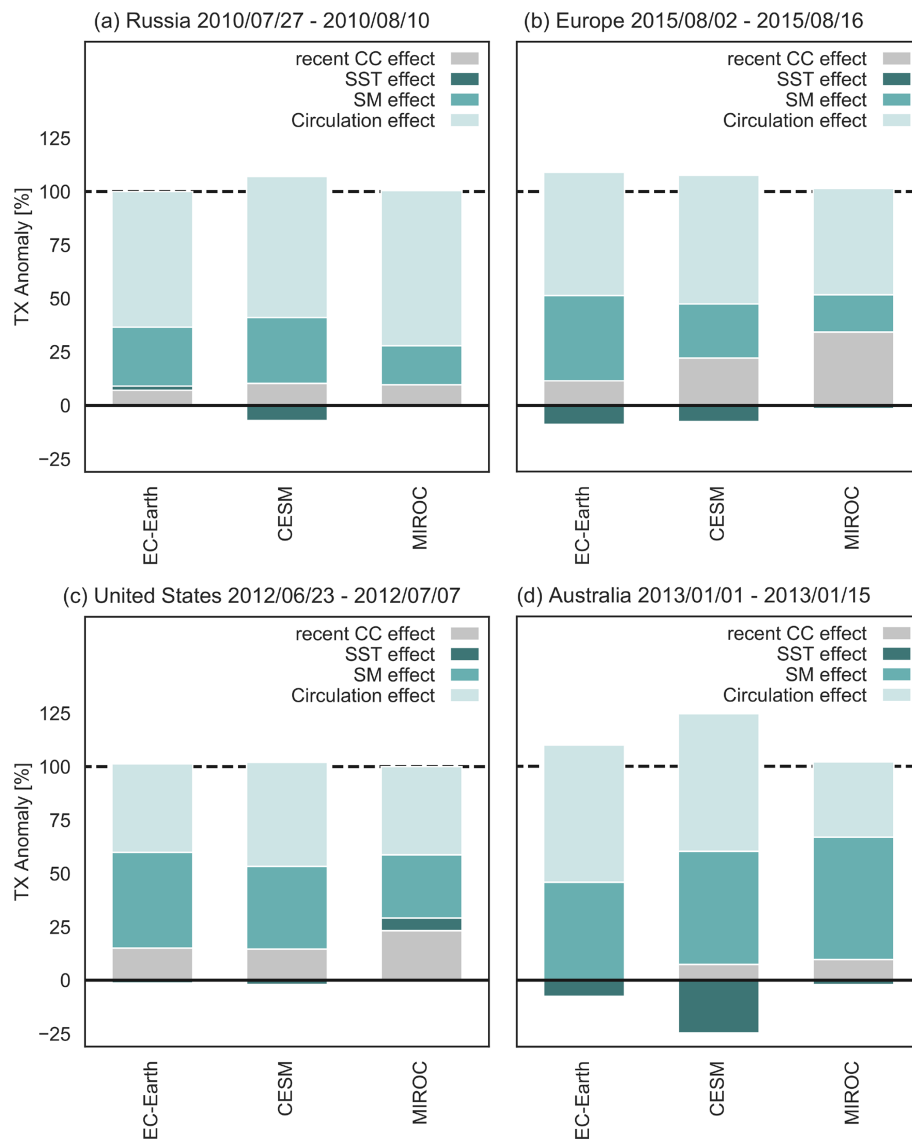 (a) Russia 2010/07/27 - 2010/08/10
recent CC effect
SST effect
SM effect
Circulation effect
125
100
75
50
25
0
−25
TX Anomaly [%]
EC-Earth
CESM
MIROC
(b) Europe 2015/08/02 - 2015/08/16
recent CC effect
SST effect
SM effect
Circulation effect
EC-Earth
CESM
MIROC
(c) United States 2012/06/23 - 2012/07/07
recent CC effect
SST effect
SM effect
Circulation effect
125
100
75
50
25
0
−25
TX Anomaly [%]
EC-Earth
CESM
MIROC
(d) Australia 2013/01/01 - 2013/01/15
recent CC effect
SST effect
SM effect
Circulation effect
EC-Earth
CESM
MIROC